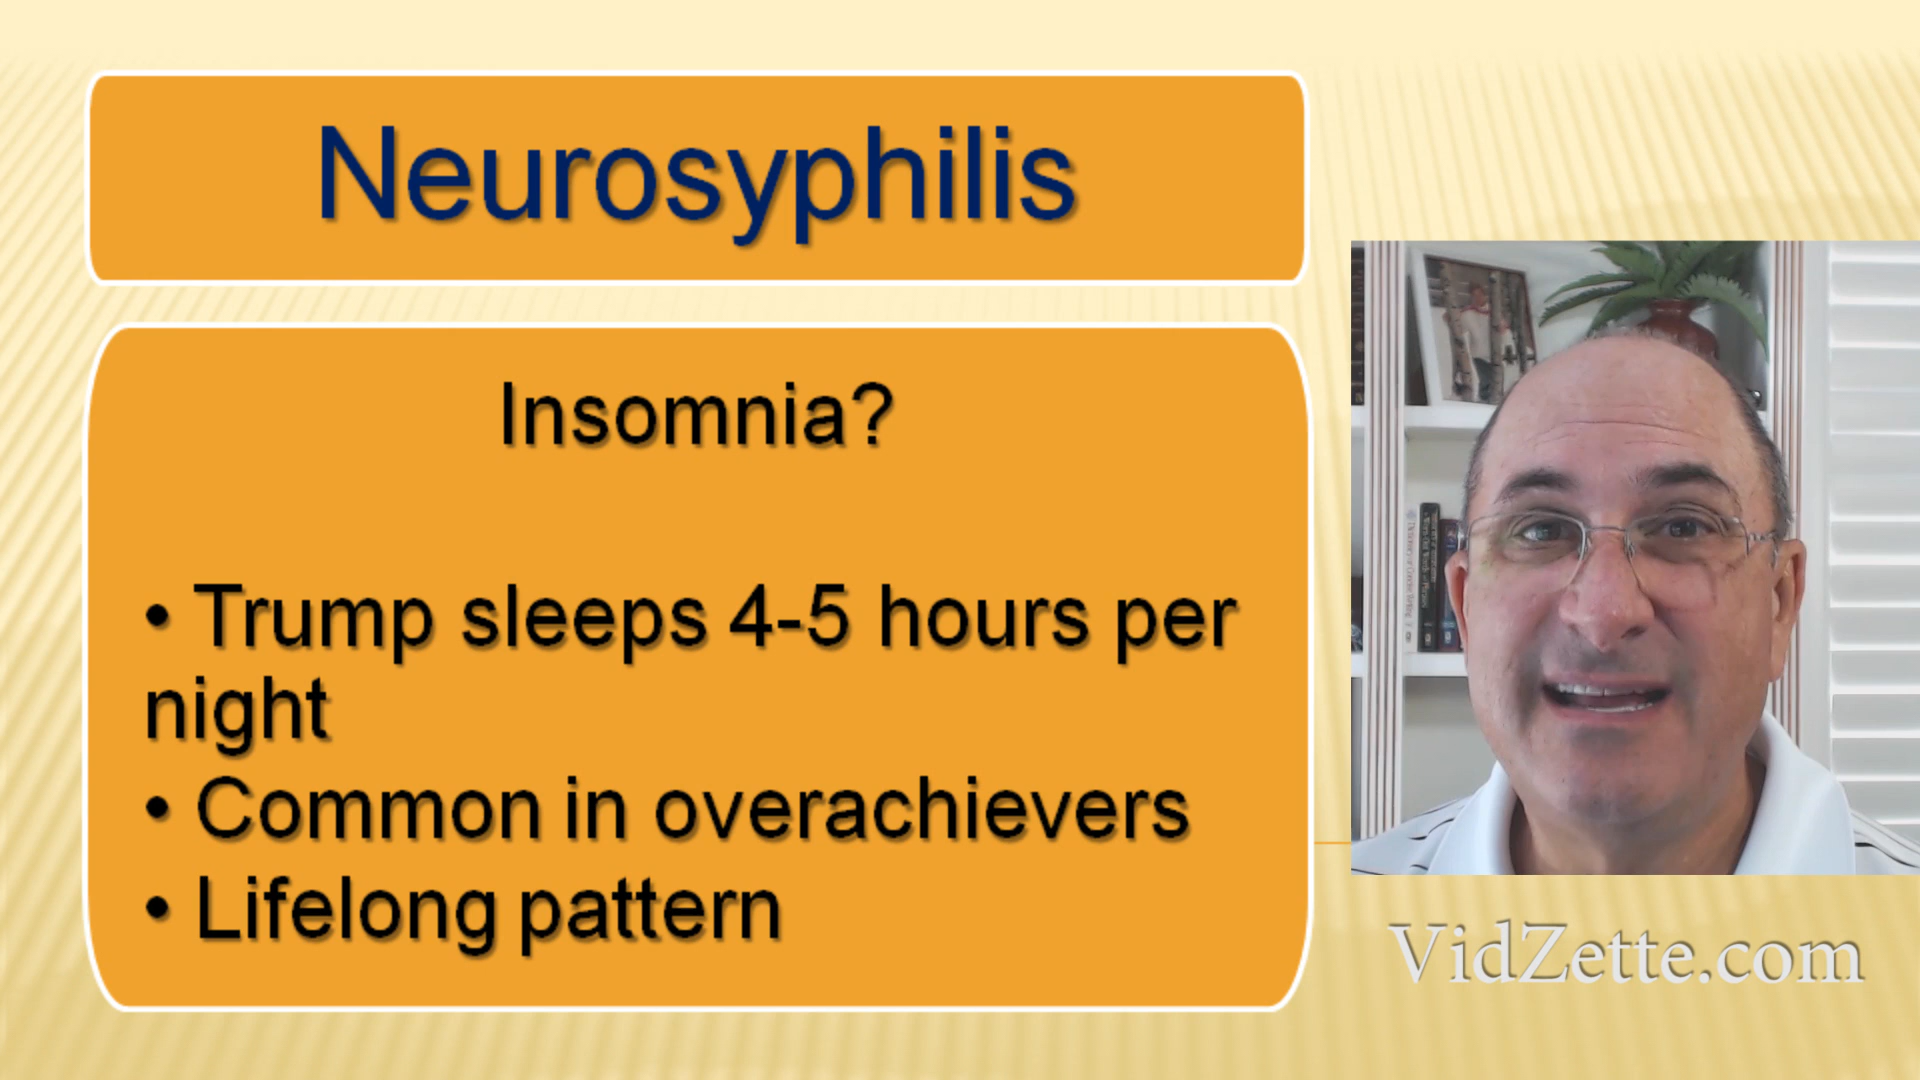 Neurosyphilis
Insomnia?
• Trump sleeps 4-5 hours per
night
• Common in overachievers
• Lifelong pattern
VidZette.com